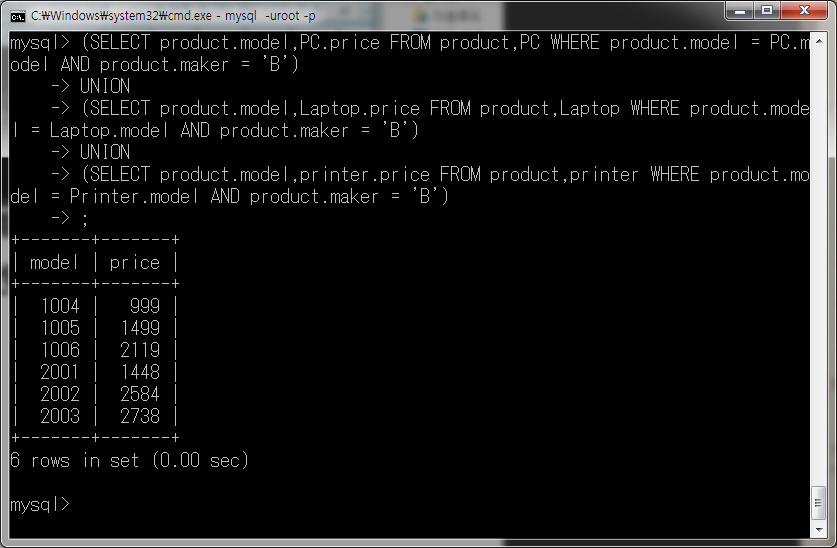 C:₩Windows₩system32₩cmd.exe - mysql  -uroot -p
mysql> (SELECT product.model,PC.price FROM product,PC WHERE product.model = PC.m
odel AND product.maker = 'B')
    -> UNION
    -> (SELECT product.model,Laptop.price FROM product,Laptop WHERE product.mode
l = Laptop.model AND product.maker = 'B')
    -> UNION
    -> (SELECT product.model,printer.price FROM product,printer WHERE product.mo
del = Printer.model AND product.maker = 'B')
    -> ;
+-------+-------+
| model | price |
+-------+-------+
|  1004 |   999 |
|  1005 |  1499 |
|  1006 |  2119 |
|  2001 |  1448 |
|  2002 |  2584 |
|  2003 |  2738 |
+-------+-------+
6 rows in set (0.00 sec)
mysql>